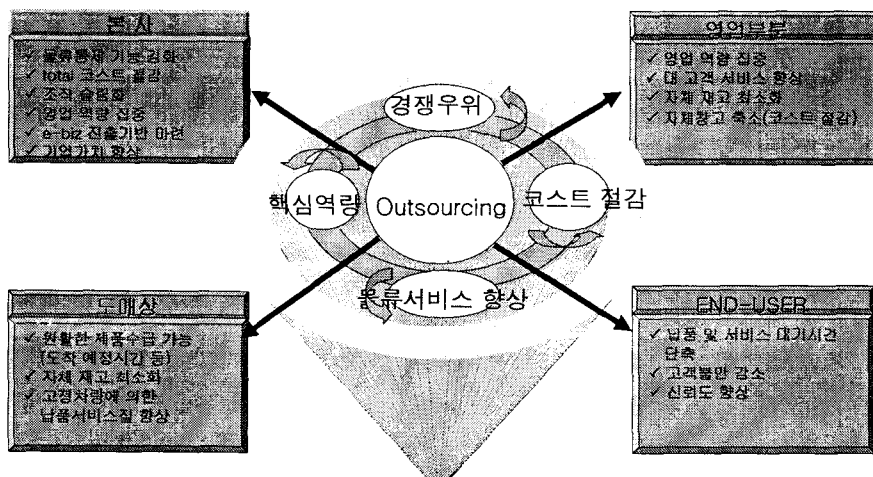 본사
✓ 물류통제 기능 강화
✓ total 코스트 절감
✓ 조직 슬림화
✓ 영업 역량 집중
✓ e-biz 진출기반 마련
✓ 기업가치 향상
영업부문
✓ 영업 역량 집중
✓ 대 고객 서비스 향상
✓ 자체 재고 최소화
✓ 자체창고 축소(코스트 절감)
경쟁우위
핵심역량
Outsourcing
코스트 절감
물류서비스 향상
도매상
✓ 원활한 제품수급 가능
(도착 예정시간 등)
✓ 자체 재고 최소화
✓ 고정차량에 의한
납품서비스질 향상
END-USER
✓ 납품 및 서비스 대기시간
단축
✓ 고객불만 감소
✓ 신뢰도 향상